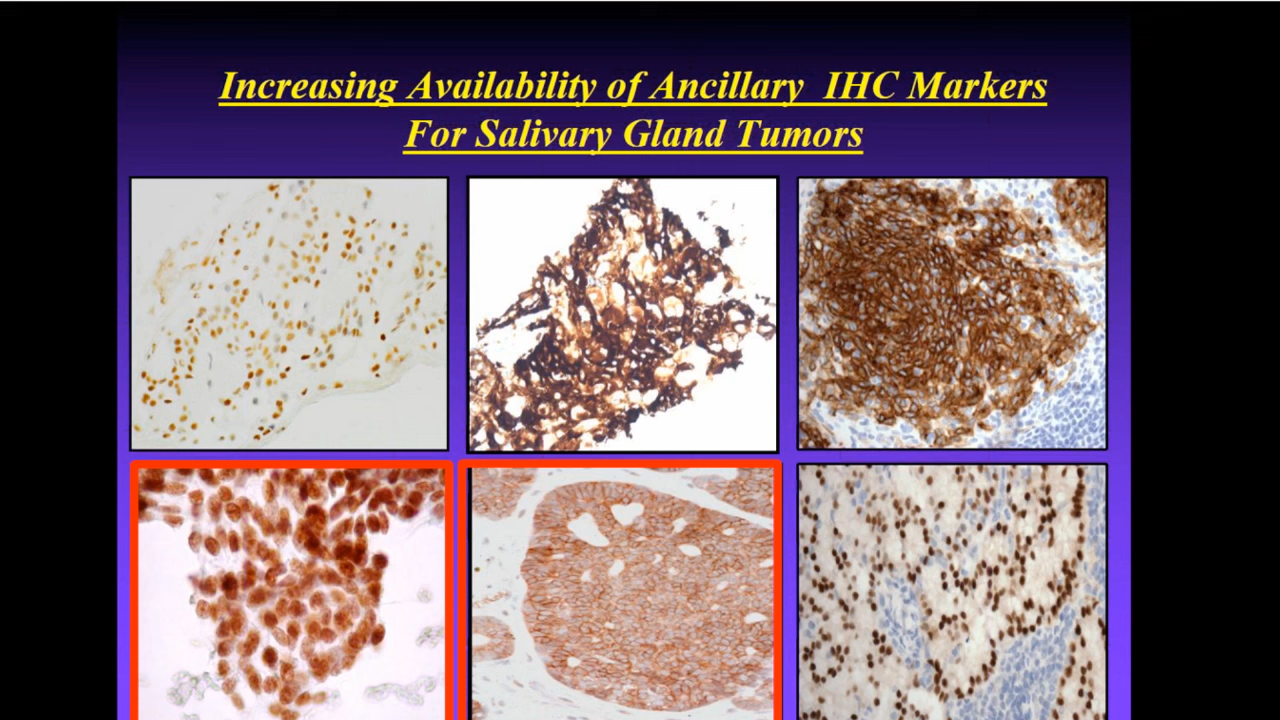 Increasing Availability of Ancillary IHC Markers
For Salivary Gland Tumors